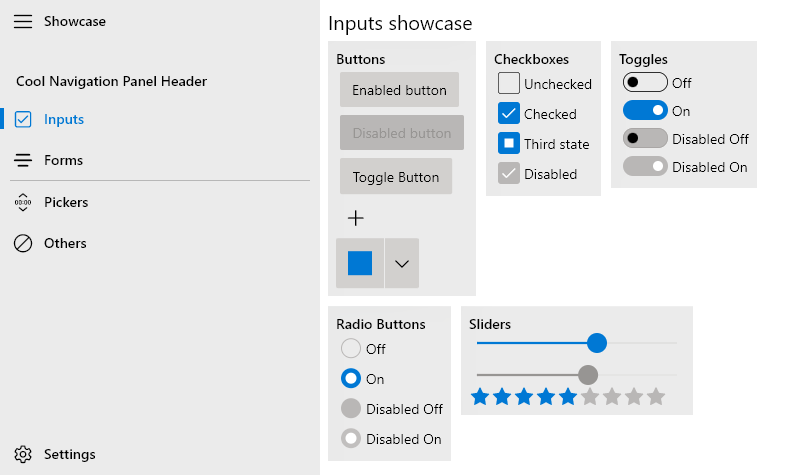 Showcase
Cool Navigation Panel Header
Inputs
Forms
00:00
Pickers
Others
Settings
Inputs showcase
Buttons
Enabled button
Disabled button
Toggle Button
Checkboxes
Unchecked
Checked
Third state
Disabled
Toggles
Off
On
Disabled Off
Disabled On
Radio Buttons
Off
On
Disabled Off
Disabled On
Sliders